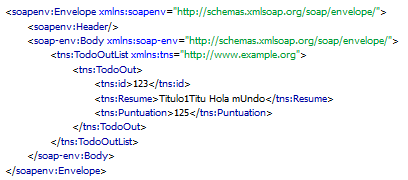 <soapenv:Envelope xmlns:soapenv="http://schemas.xmlsoap.org/soap/envelope/">
<soapenv:Header/>
<soap-env:Body xmlns:soap-env="http://schemas.xmlsoap.org/soap/envelope/">
<tns:TodoOutList xmlns:tns="http://www.example.org">
<tns:TodoOut>
<tns:id>123</tns:id>
<tns:Resume>Titulo1Titu Hola mUndo</tns:Resume>
<tns:Puntuation>125</tns:Puntuation>
</tns:TodoOut>
</tns:TodoOutList>
</soap-env:Body>
</soapenv:Envelope>